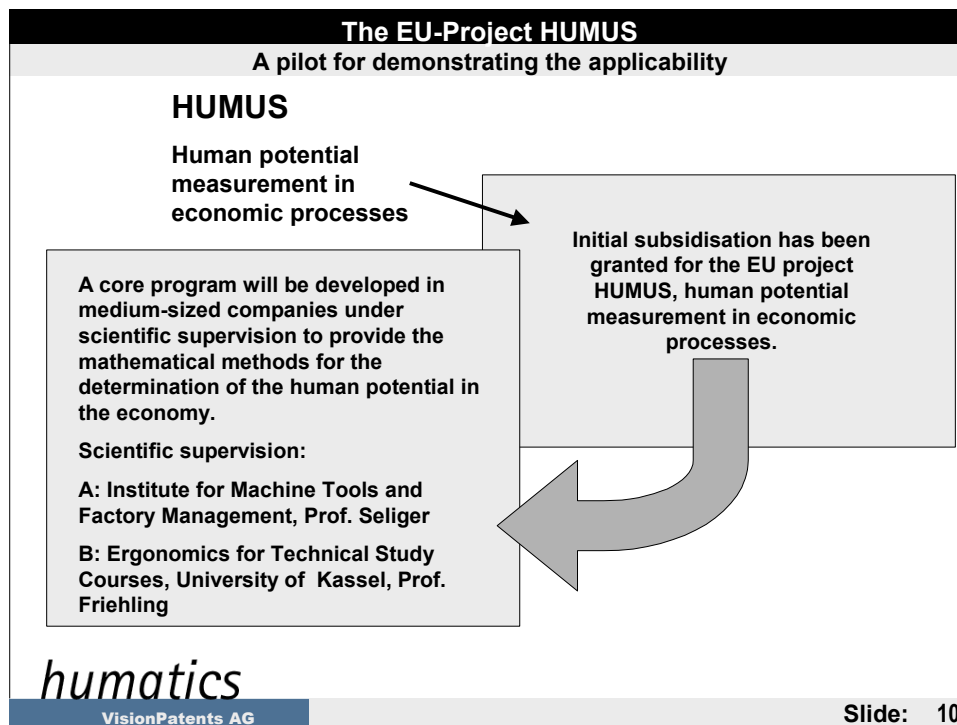 The EU-Project HUMUS
A pilot for demonstrating the applicability
HUMUS
Human potential
measurement in
economic processes
Initial subsidisation has been
granted for the EU project
HUMUS, human potential
measurement in economic
processes.
A core program will be developed in
medium-sized companies under
scientific supervision to provide the
mathematical methods for the
determination of the human potential in
the economy.
Scientific supervision:
A: Institute for Machine Tools and
Factory Management, Prof. Seliger
B: Ergonomics for Technical Study
Courses, University of Kassel, Prof.
Friehling
humatics
VisionPatents AG
Slide: 10